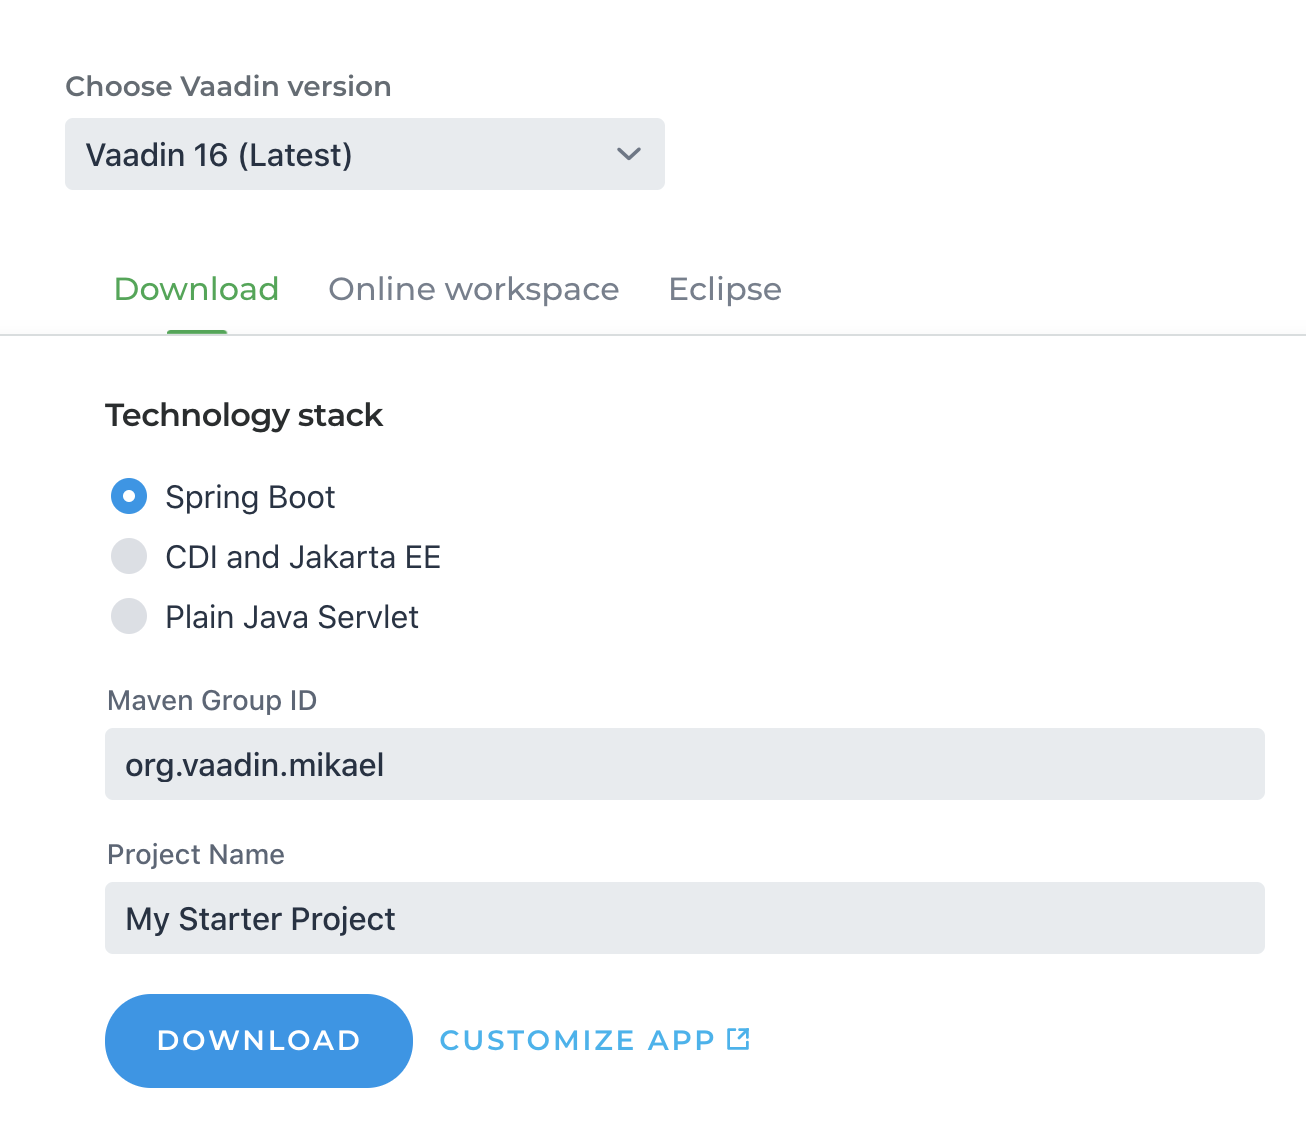 Choose Vaadin version
Vaadin 16 (Latest)
Download Online workspace Eclipse
Technology stack
Spring Boot
CDI and Jakarta EE
Plain Java Servlet
Maven Group ID
org.vaadin.mikael
Project Name
My Starter Project
DOWNLOAD CUSTOMIZE APP